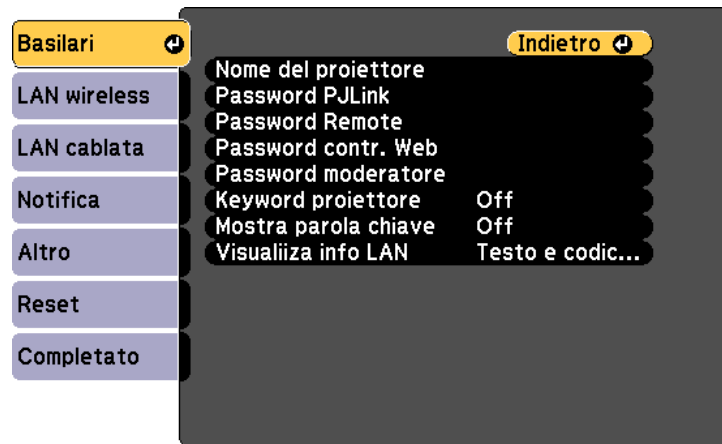 Basilari
LAN wireless
LAN cablata
Notifica
Altro
Reset
Completato
Indietro
Nome del proiettore
Password PJLink
Password Remote
Password contr. Web
Password moderatore
Keyword proiettore Off
Mostra parola chiave Off
Visualiiza info LAN Testo e codic...